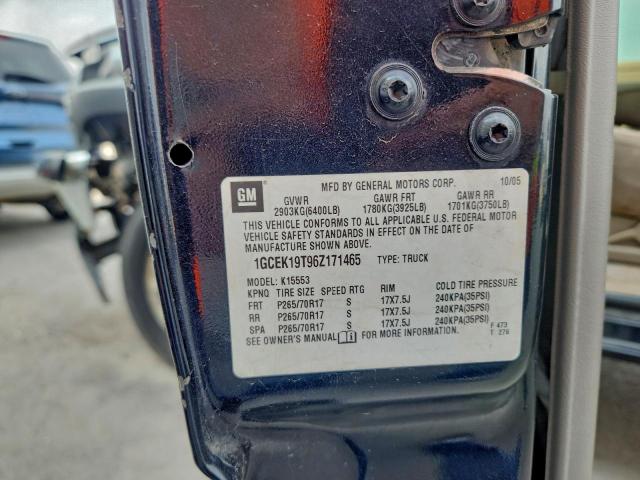 GM
MFD BY GENERAL MOTORS CORP. 10/05
GVWR GAWR FRT GAWR RR
2903KG(6400LB) 1780KG(3925LB) 1701KG(3750LB)
THIS VEHICLE CONFORMS TO ALL APPLICABLE U.S. FEDERAL MOTOR
VEHICLE SAFETY STANDARDS IN EFFECT ON THE DATE OF
MANUFACTURE SHOWN ABOVE.
1GCEK19T96Z171465 TYPE: TRUCK
MODEL: K15553
KPNQ TIRE SIZE SPEED RTG RIM COLD TIRE PRESSURE
FRT P265/70R17 S 17X7.5J 240KPA(35PSI)
RR P265/70R17 S 17X7.5J 240KPA(35PSI)
SPA P265/70R17 S 17X7.5J 240KPA(35PSI)
SEE OWNER'S MANUAL FOR MORE INFORMATION. F 473
T 276